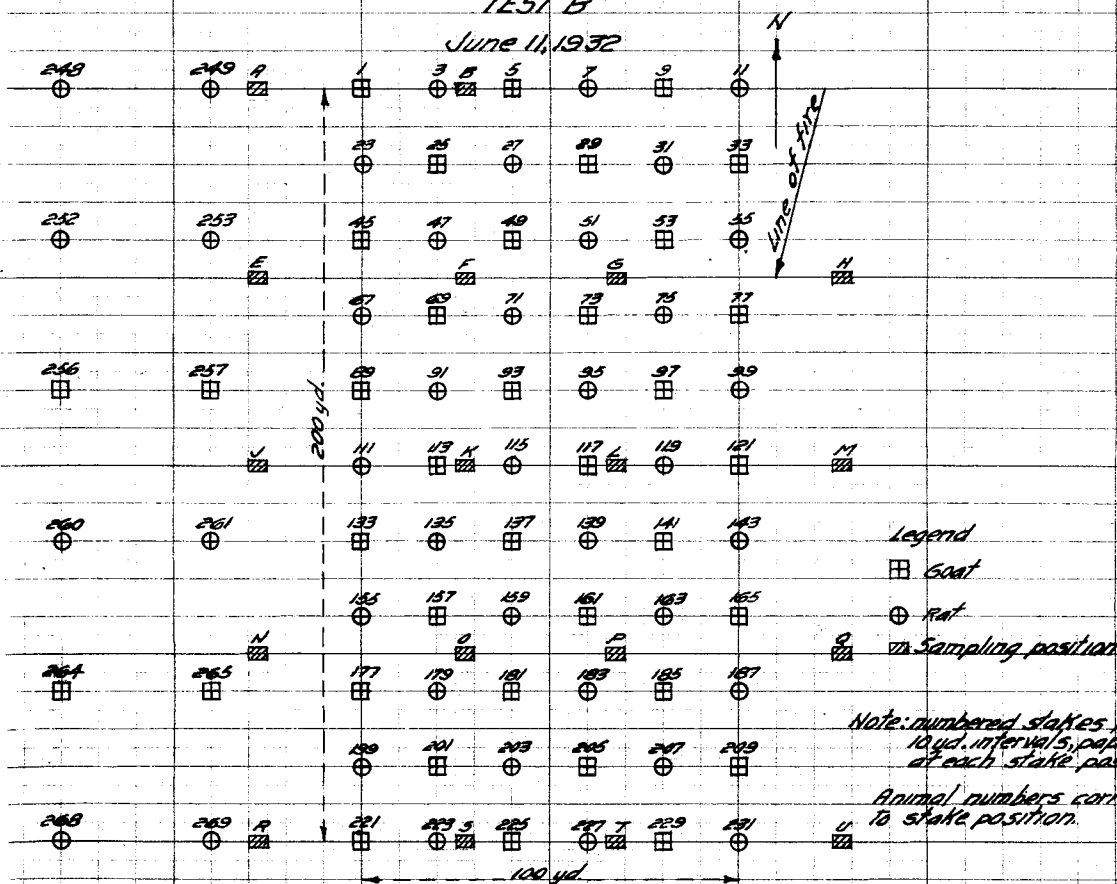 TEST B
June 11, 1932
N
Line of fire
248 249 A 1 3 B 5 7 9 11
23 25 27 29 31 33
252 253 45 47 49 51 53 55
E F G H
67 69 71 73 75 77
256 257 89 91 93 95 97 99
200 yd.
J 111 113 K 115 117 L 119 121 M
260 261 133 135 137 139 141 143
Legend
Goat
155 157 159 161 163 165
Rat
N O P Q
Sampling position
264 265 177 179 181 183 185 187
Note: numbered stakes
10 yd. intervals,
199 201 203 205 207 209
at each stake
Animal numbers
to stake position.
268 269 R 221 223 S 225 227 T 229 231 U
100 yd.